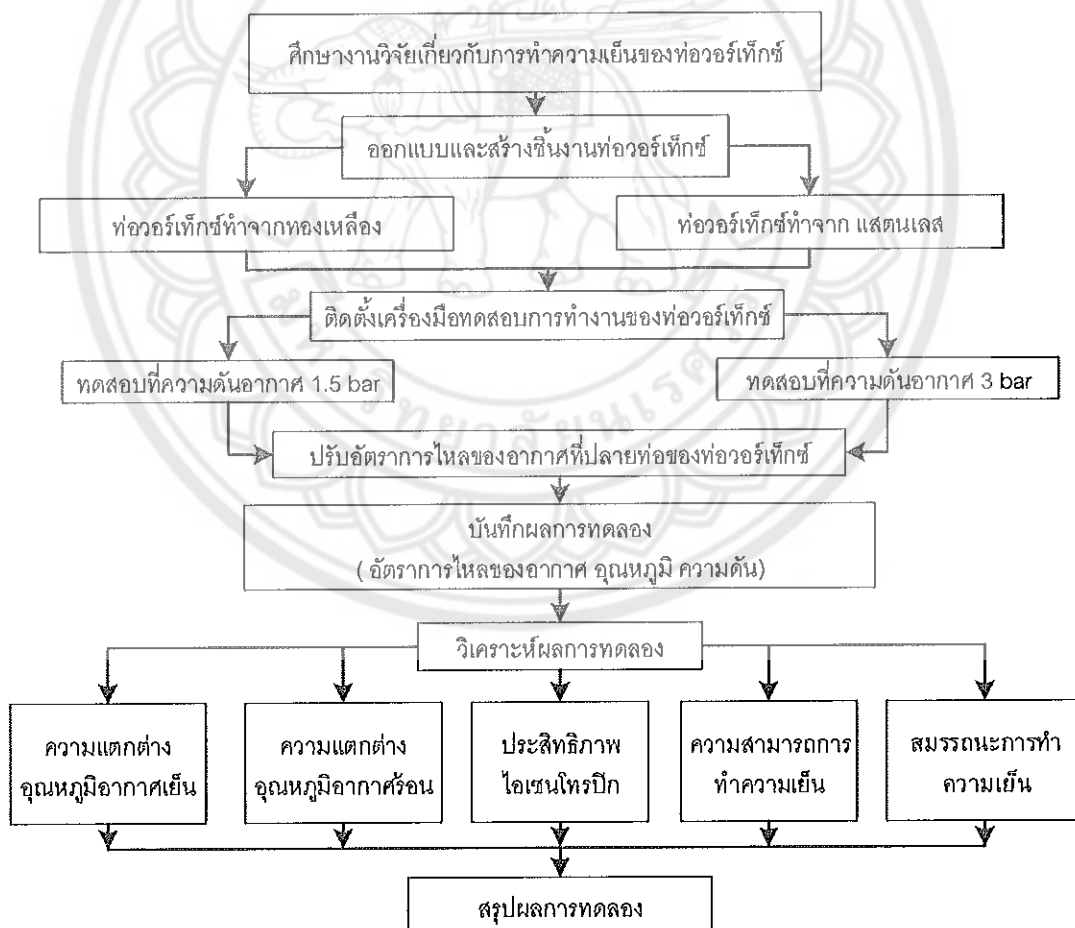 ศึกษางานวิจัยเกี่ยวกับการทำความเย็นของท่อวอร์เท็กซ์
ออกแบบและสร้างชิ้นงานท่อวอร์เท็กซ์
ท่อวอร์เท็กซ์ทำจากทองเหลือง
ท่อวอร์เท็กซ์ทำจาก แสตนเลส
ติดตั้งเครื่องมือทดสอบการทำงานของท่อวอร์เท็กซ์
ทดสอบที่ความดันอากาศ 1.5 bar
ทดสอบที่ความดันอากาศ 3 bar
ปรับอัตราการไหลของอากาศที่ปลายท่อของท่อวอร์เท็กซ์
บันทึกผลการทดลอง
( อัตราการไหลของอากาศ อุณหภูมิ ความดัน)
วิเคราะห์ผลการทดลอง
ความแตกต่าง
อุณหภูมิอากาศเย็น
ความแตกต่าง
อุณหภูมิอากาศร้อน
ประสิทธิภาพ
ไอเซนโทรปิก
ความสามารถการ
ทำความเย็น
สมรรถนะการทำ
ความเย็น
สรุปผลการทดลอง